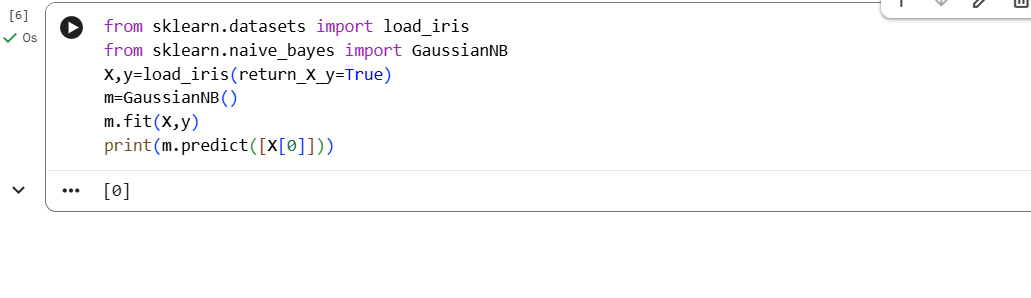 [6]
0s
from sklearn.datasets import load_iris
from sklearn.naive_bayes import GaussianNB
X,y=load_iris(return_X_y=True)
m=GaussianNB()
m.fit(X,y)
print(m.predict([X[0]]))
[0]